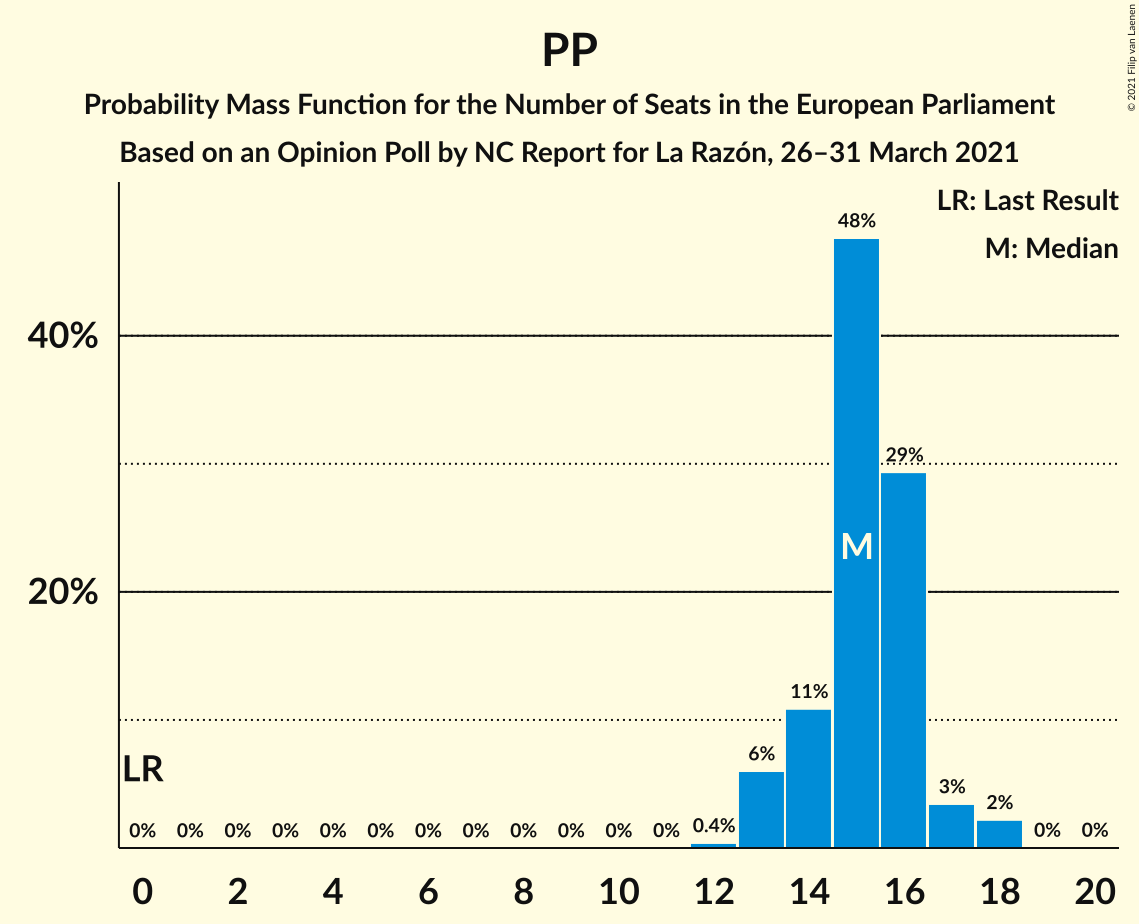 PP
Probability Mass Function for the Number of Seats in the European Parliament
Based on an Opinion Poll by NC Report for La Razón, 26–31 March 2021
© 2021 Filip van Laenen
LR: Last Result
M: Median
48%
40%
29%
M
20%
11%
6%
LR
3%
2%
0% 0% 0% 0% 0% 0% 0% 0% 0% 0% 0% 0% 0.4% 0% 0%
0 2 4 6 8 10 12 14 16 18 20